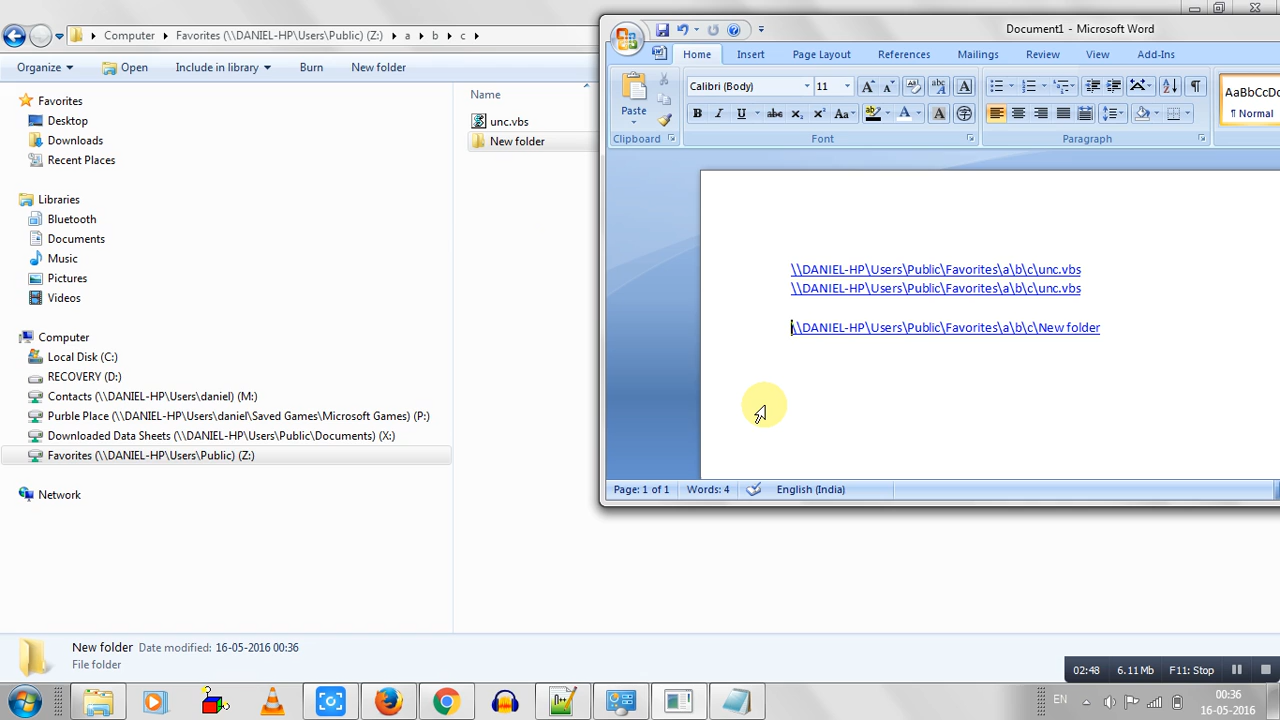 Computer
Favorites (\\DANIEL-HP\Users\Public) (Z:)
a
b
c
Organize
Open
Include in library
Burn
New folder
Favorites
Desktop
Downloads
Recent Places
Libraries
Bluetooth
Documents
Music
Pictures
Videos
Computer
Local Disk (C:)
RECOVERY (D:)
Contacts (\\DANIEL-HP\Users\daniel) (M:)
Purble Place (\\DANIEL-HP\Users\daniel\Saved Games\Microsoft Games) (P:)
Downloaded Data Sheets (\\DANIEL-HP\Users\Public\Documents) (X:)
Favorites (\\DANIEL-HP\Users\Public) (Z:)
Network
Name
unc.vbs
New folder
Document1 - Microsoft Word
Home
Insert
Page Layout
References
Mailings
Review
View
Add-Ins
Paste
Clipboard
Calibri (Body)
11
Font
Paragraph
AaBbCcDc
¶ Normal
\\DANIEL-HP\Users\Public\Favorites\a\b\c\unc.vbs
\\DANIEL-HP\Users\Public\Favorites\a\b\c\unc.vbs
\\DANIEL-HP\Users\Public\Favorites\a\b\c\New folder
Page: 1 of 1
Words: 4
English (India)
New folder
Date modified: 16-05-2016 00:36
File folder
02:48
6.11 Mb
F11: Stop
EN
00:36
16-05-2016